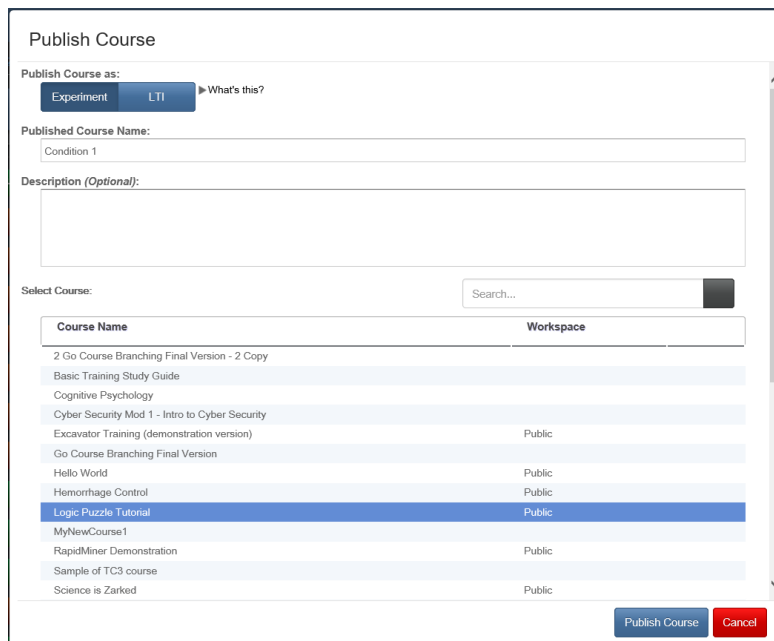 Publish Course
Publish Course as:
Experiment LTI ▶What's this?
Published Course Name:
Condition 1
Description (Optional):
Select Course: Search...
Course Name Workspace
2 Go Course Branching Final Version - 2 Copy
Basic Training Study Guide
Cognitive Psychology
Cyber Security Mod 1 - Intro to Cyber Security
Excavator Training (demonstration version) Public
Go Course Branching Final Version
Hello World Public
Hemorrhage Control Public
Logic Puzzle Tutorial Public
MyNewCourse1
RapidMiner Demonstration Public
Sample of TC3 course
Science is Zarked Public
Publish Course Cancel